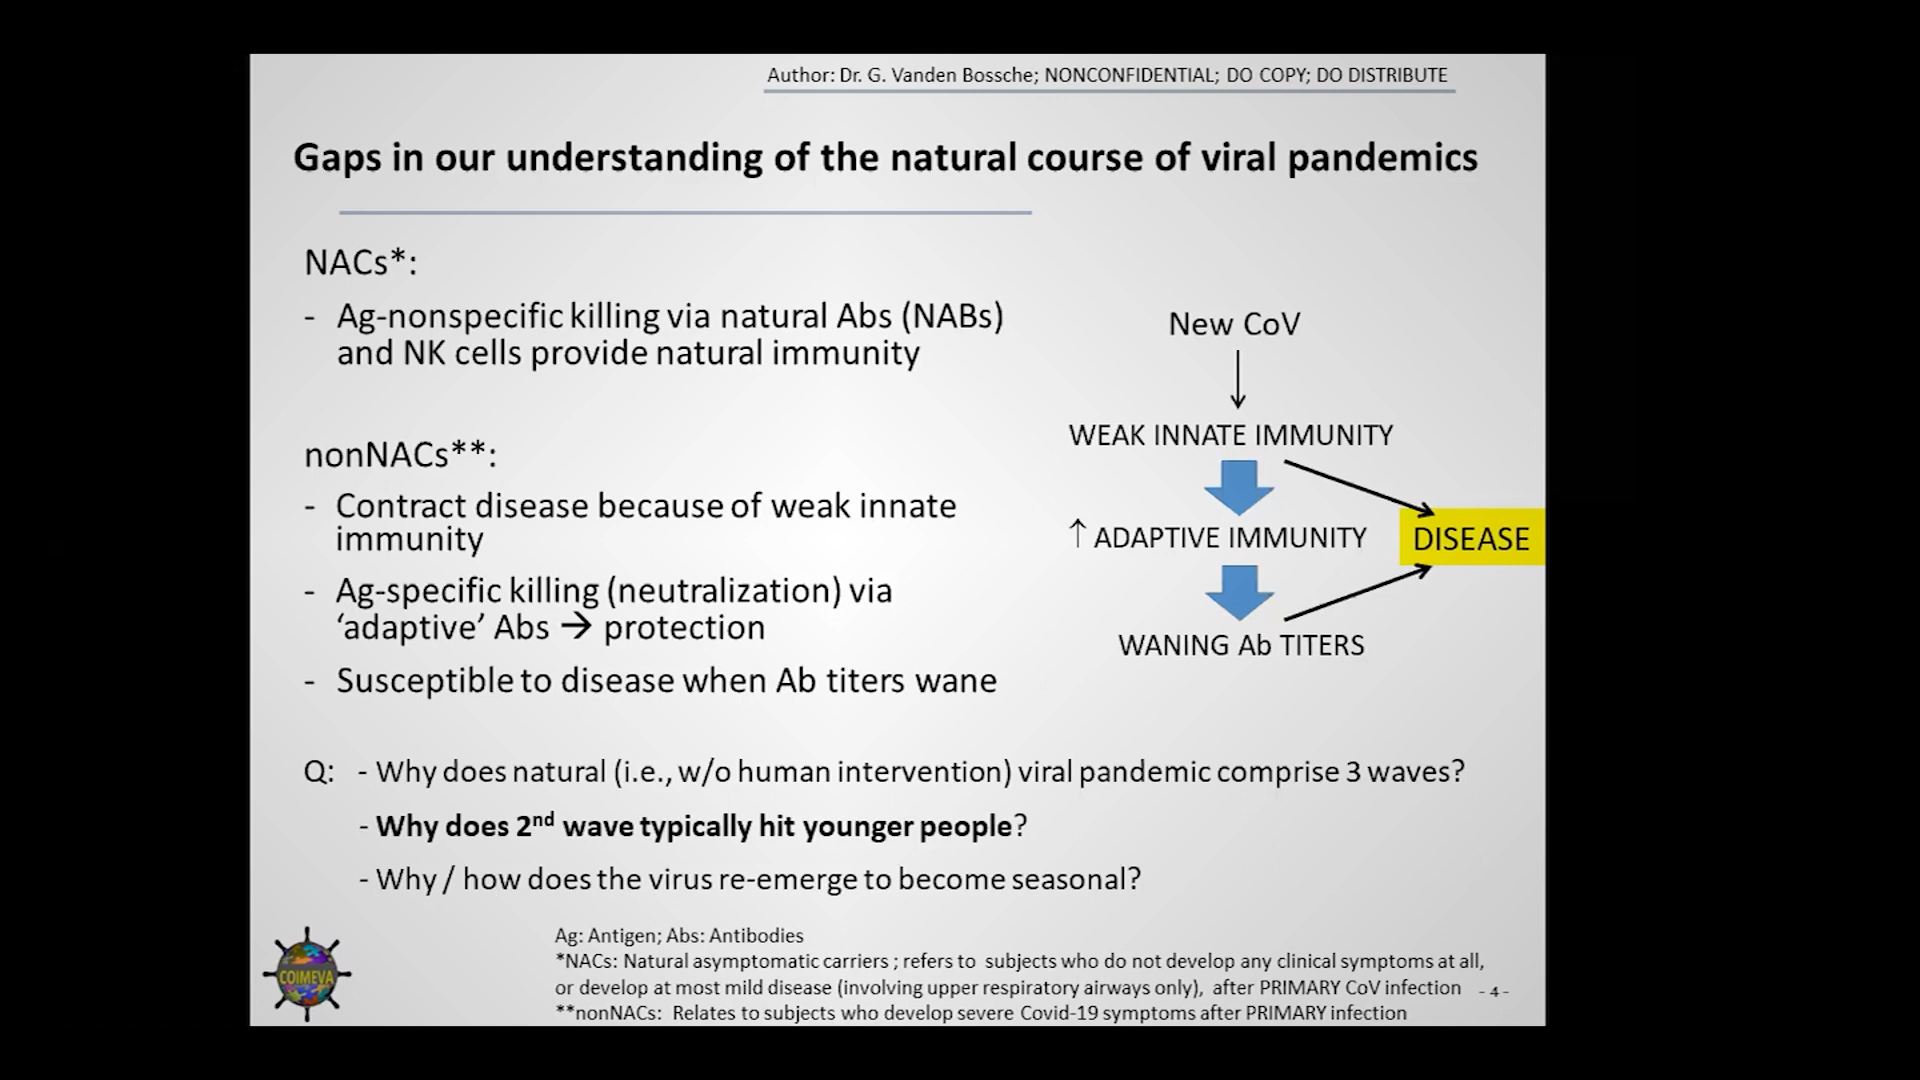 Author: Dr. G. Vanden Bossche; NONCONFIDENTIAL; DO COPY; DO DISTRIBUTE
Gaps in our understanding of the natural course of viral pandemics
NACs*:
- Ag-nonspecific killing via natural Abs (NABs)
and NK cells provide natural immunity
nonNACs**:
- Contract disease because of weak innate
immunity
- Ag-specific killing (neutralization) via
‘adaptive’ Abs → protection
- Susceptible to disease when Ab titers wane
New CoV
WEAK INNATE IMMUNITY
↑ ADAPTIVE IMMUNITY
DISEASE
WANING Ab TITERS
Q: - Why does natural (i.e., w/o human intervention) viral pandemic comprise 3 waves?
- Why does 2nd wave typically hit younger people?
- Why / how does the virus re-emerge to become seasonal?
COIMEVA
Ag: Antigen; Abs: Antibodies
*NACs: Natural asymptomatic carriers ; refers to subjects who do not develop any clinical symptoms at all,
or develop at most mild disease (involving upper respiratory airways only), after PRIMARY CoV infection
- 4 -
**nonNACs: Relates to subjects who develop severe Covid-19 symptoms after PRIMARY infection